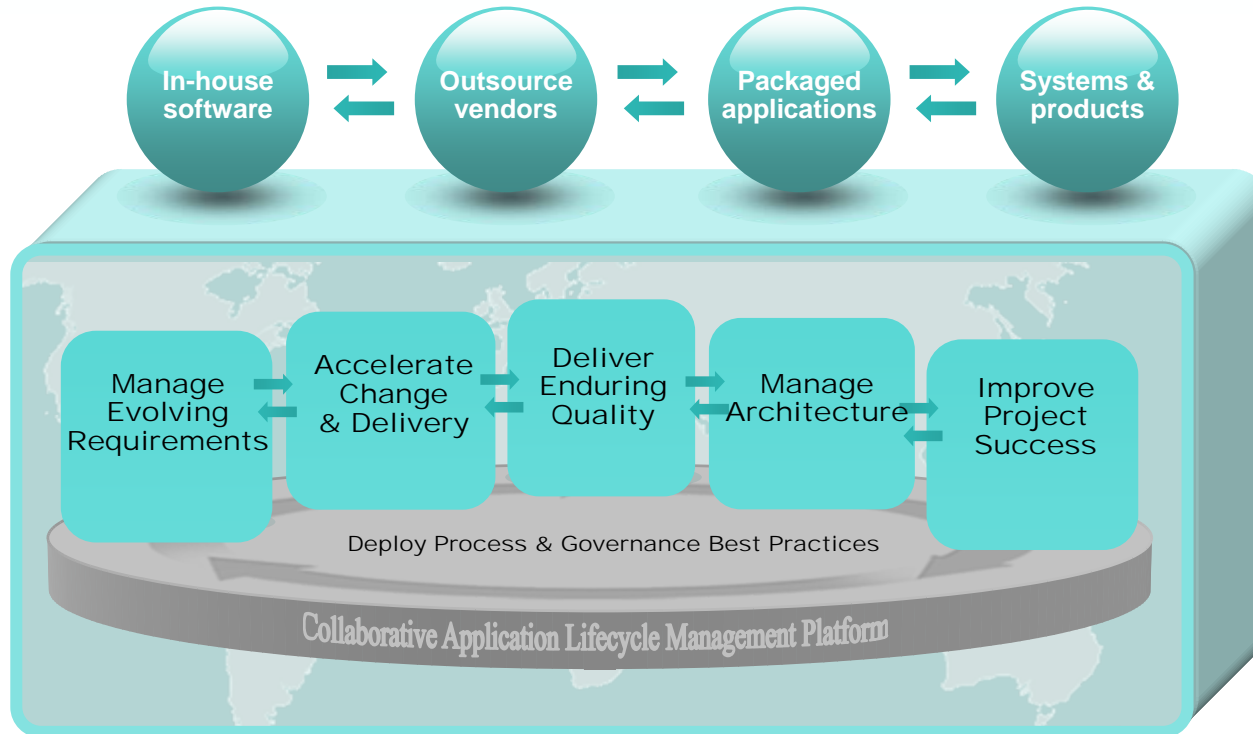 In-house
software
Outsource
vendors
Packaged
applications
Systems &
products
Manage
Evolving
Requirements
Accelerate
Change
& Delivery
Deliver
Enduring
Quality
Manage
Architecture
Improve
Project
Success
Deploy Process & Governance Best Practices
Collaborative Application Lifecycle Management Platform